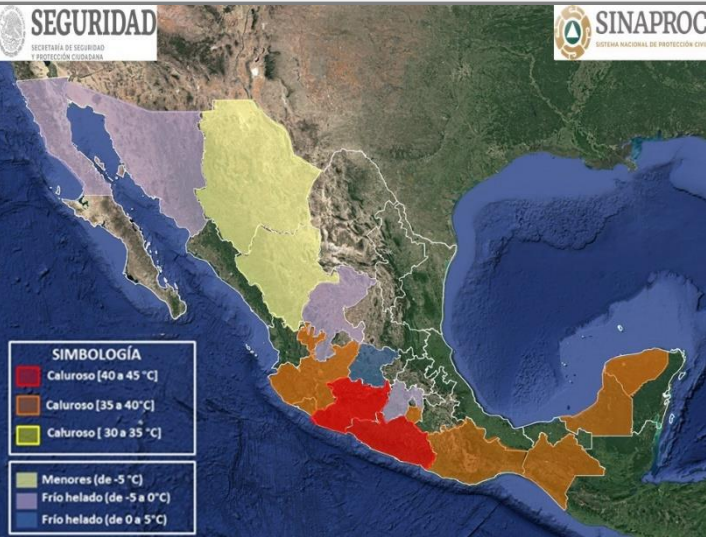 SEGURIDAD
SECRETARÍA DE SEGURIDAD
Y PROTECCIÓN CIUDADANA
SINAPROC
SISTEMA NACIONAL DE PROTECCIÓN CIVIL
SIMBOLOGÍA
Caluroso [40 a 45 °C]
Caluroso [35 a 40°C]
Caluroso [ 30 a 35 °C]
Menores (de -5 °C)
Frío helado (de -5 a 0°C)
Frío helado (de 0 a 5°C)